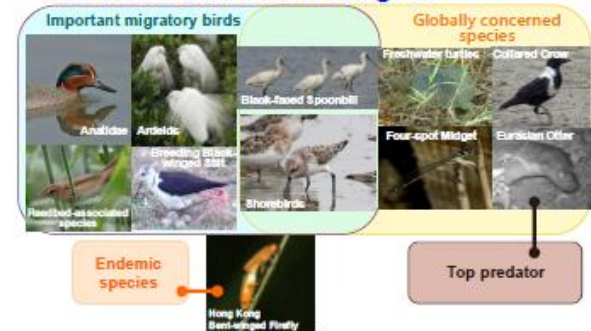 Important migratory birds
Globally concerned
species
Freshwater turtles
Collared Crow
Black-faced Spoonbill
Anatidae
Ardeids
Four-spot Midget
Eurasian Otter
Breeding Black-
winged Stilt
Reedbed-associated
species
Shorebirds
Endemic
species
Top predator
Hong Kong
Bent-winged Firefly